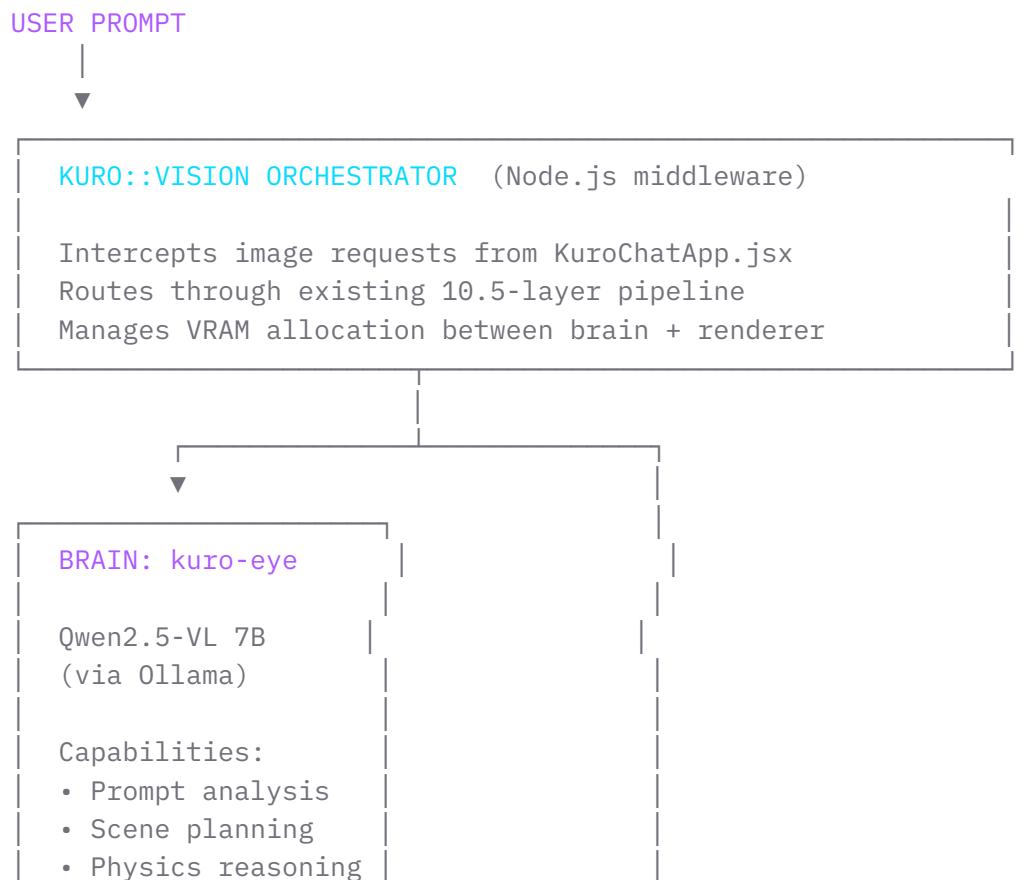 USER PROMPT
KURO::VISION ORCHESTRATOR (Node.js middleware)
Intercepts image requests from KuroChatApp.jsx
Routes through existing 10.5-layer pipeline
Manages VRAM allocation between brain + renderer
BRAIN: kuro-eye
Qwen2.5-VL 7B
(via Ollama)
Capabilities:
• Prompt analysis
• Scene planning
• Physics reasoning